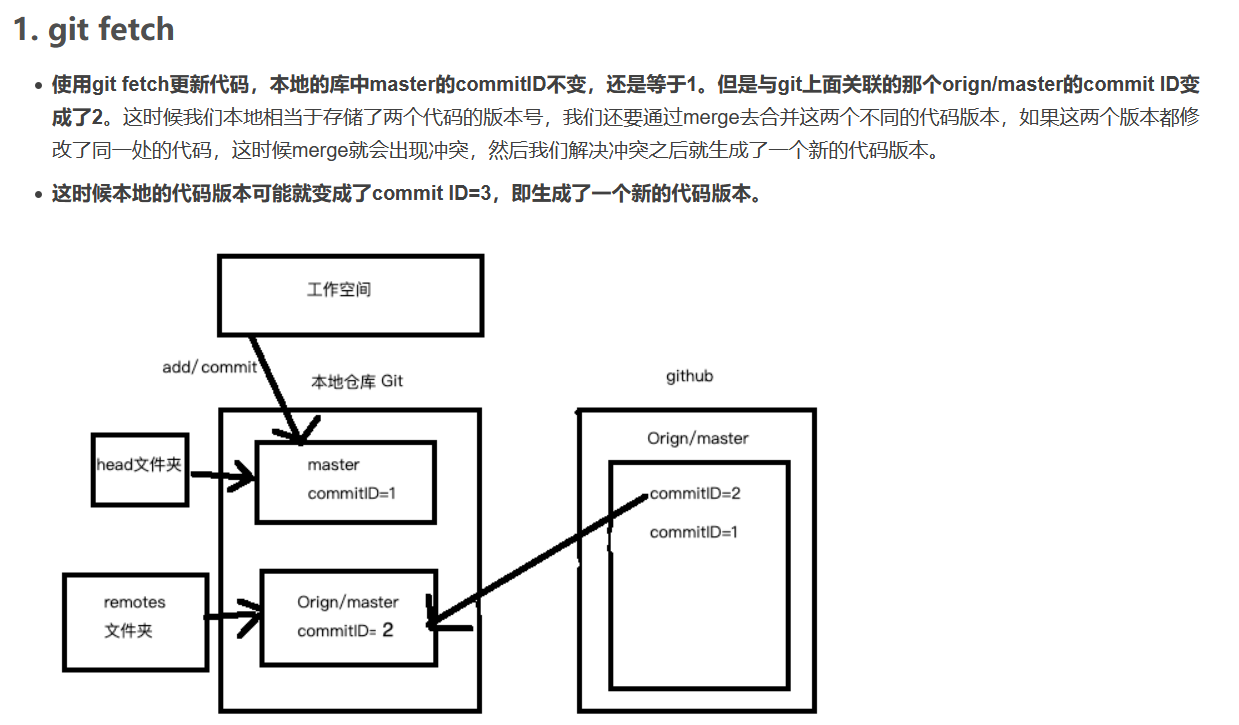 1. git fetch
• 使用git fetch更新代码，本地的库中master的commitID不变，还是等于1。但是与git上面关联的那个orign/master的commit ID变
成了2。这时候我们本地相当于存储了两个代码的版本号，我们还要通过merge去合并这两个不同的代码版本，如果这两个版本都修
改了同一处的代码，这时候merge就会出现冲突，然后我们解决冲突之后就生成了一个新的代码版本。
• 这时候本地的代码版本可能就变成了commit ID=3，即生成了一个新的代码版本。
工作空间
add/commit
本地仓库 Git
github
Orign/master
head文件夹
master
commitID=1
commitID=2
commitID=1
remotes
文件夹
Orign/master
commitID= 2